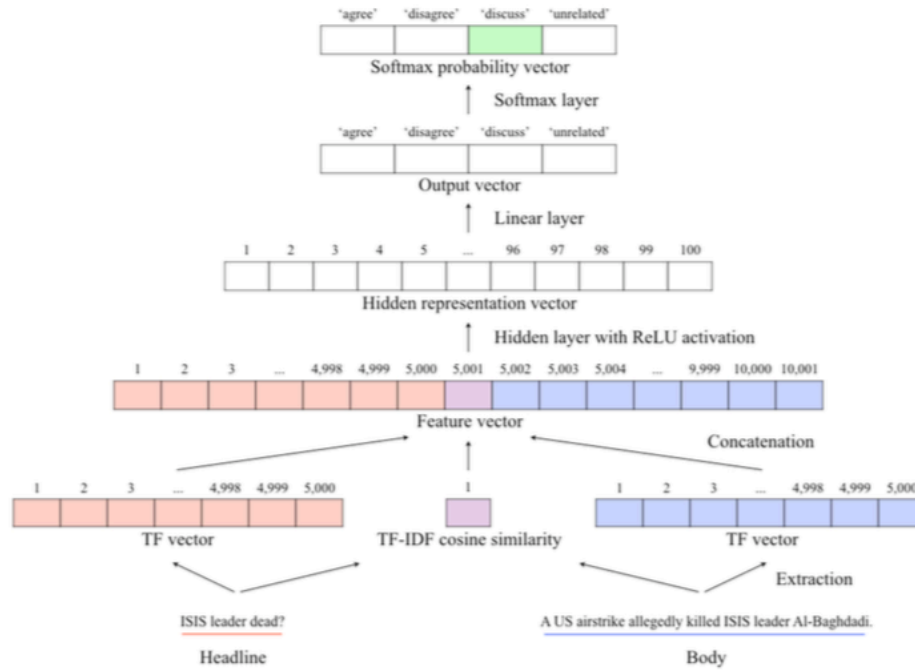 'agree' 'disagree' 'discuss' 'unrelated'
Softmax probability vector
Softmax layer
'agree' 'disagree' 'discuss' 'unrelated'
Output vector
Linear layer
1 2 3 4 5 ... 96 97 98 99 100
Hidden representation vector
Hidden layer with ReLU activation
1 2 3 ... 4,998 4,999 5,000 5,001 5,002 5,003 5,004 ... 9,999 10,000 10,001
Feature vector
Concatenation
1 2 3 ... 4,998 4,999 5,000 1 1 2 3 ... 4,998 4,999 5,000
TF vector TF-IDF cosine similarity TF vector
Extraction
ISIS leader dead? A US airstrike allegedly killed ISIS leader Al-Baghdadi.
Headline Body